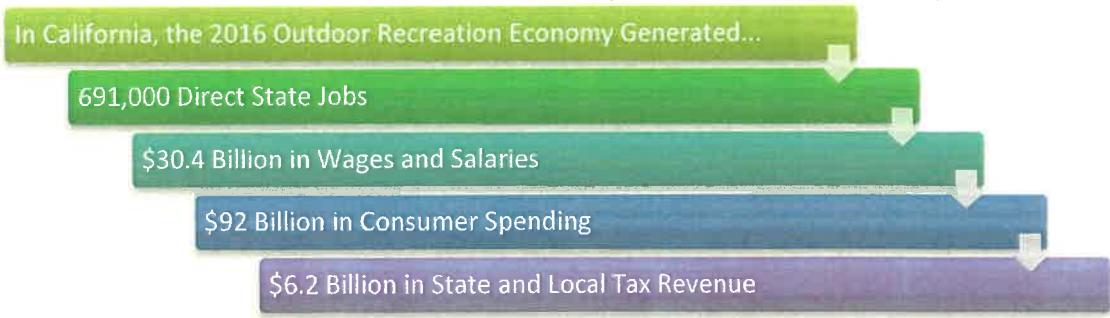 In California, the 2016 Outdoor Recreation Economy Generated...
691,000 Direct State Jobs
$30.4 Billion in Wages and Salaries
$92 Billion in Consumer Spending
$6.2 Billion in State and Local Tax Revenue